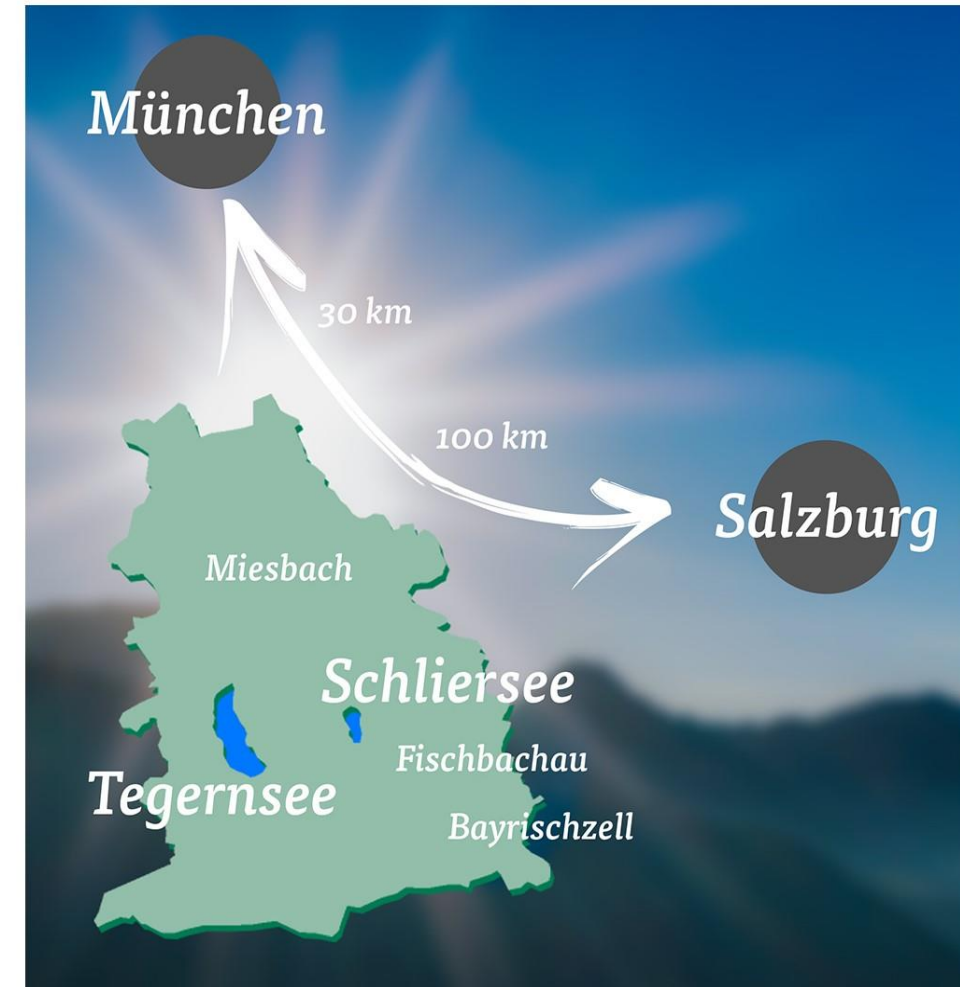 München
30 km
100 km
Salzburg
Miesbach
Schliersee
Fischbachau
Tegernsee
Bayrischzell